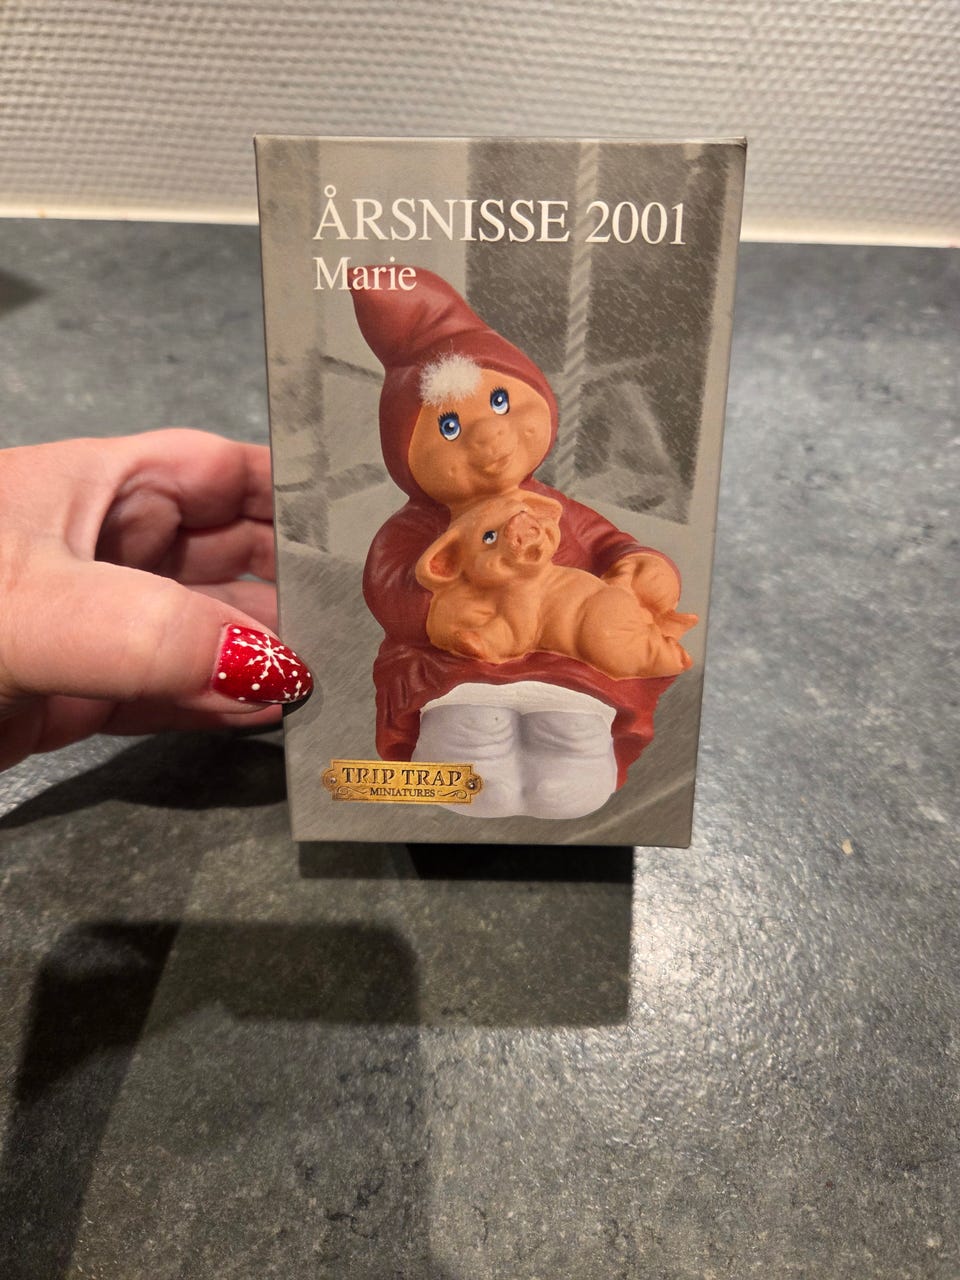 ÅRSNISSE 2001
Marie
TRIP TRAP
MINIATURES